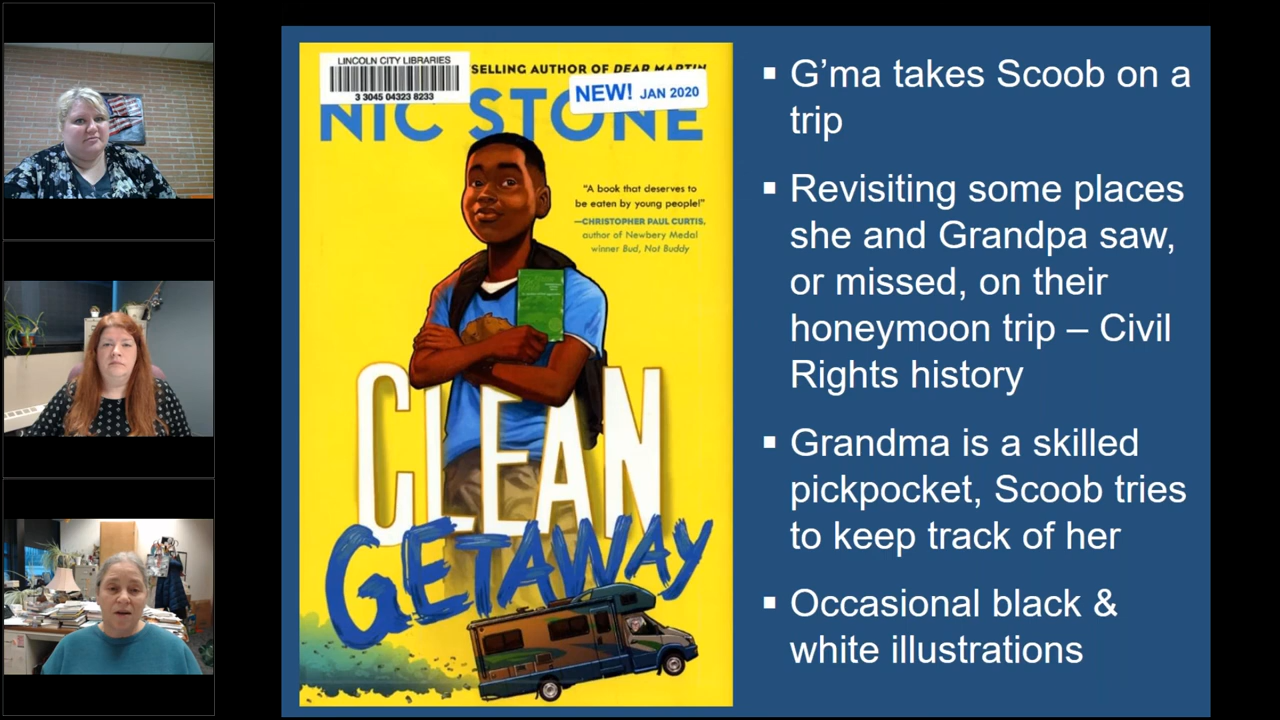 LINCOLN CITY LIBRARIES
3 3045 04323 8233
SELLING AUTHOR OF DEAR MARTIN
NEW! JAN 2020
NIC STONE
"A book that deserves to
be eaten by young people!"
—CHRISTOPHER PAUL CURTIS,
author of Newbery Medal
winner Bud, Not Buddy
CLEAN
GETAWAY
▪ G'ma takes Scoob on a
trip
▪ Revisiting some places
she and Grandpa saw,
or missed, on their
honeymoon trip – Civil
Rights history
▪ Grandma is a skilled
pickpocket, Scoob tries
to keep track of her
▪ Occasional black &
white illustrations